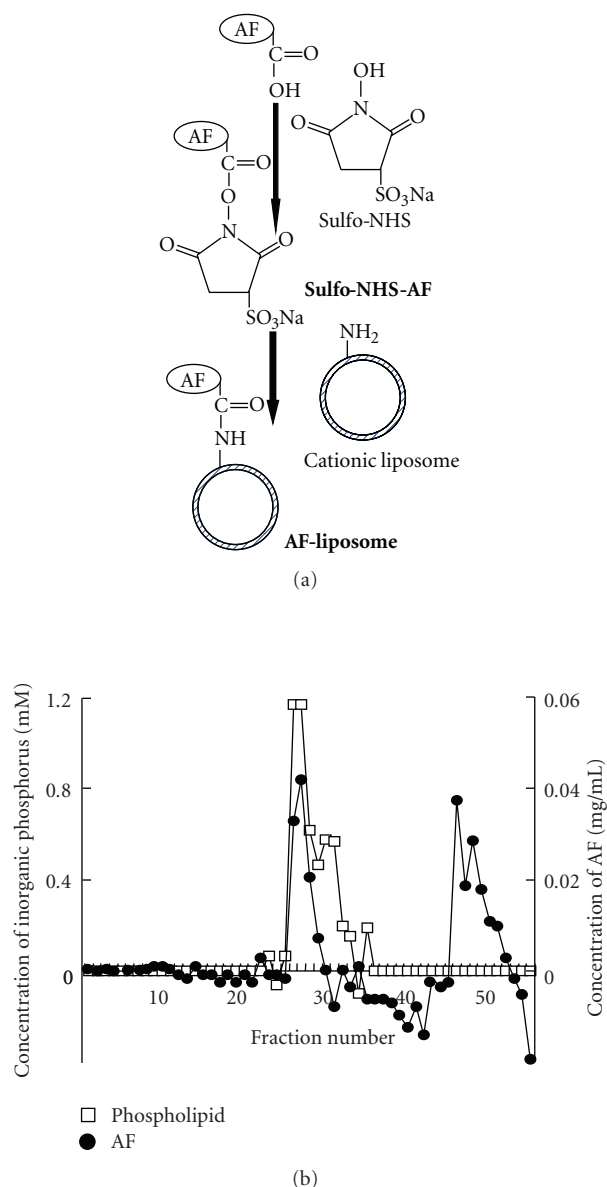 AF
C=O
OH
OH
N
O
O
SO3Na
Sulfo-NHS
AF
C=O
O
N
O
O
SO3Na
Sulfo-NHS-AF
NH2
Cationic liposome
AF
C=O
NH
AF-liposome
(a)
Concentration of inorganic phosphorus (mM)
1.2
0.8
0.4
0
0.06
0.04
0.02
0
Concentration of AF (mg/mL)
10
20
30
40
50
Fraction number
Phospholipid
AF
(b)